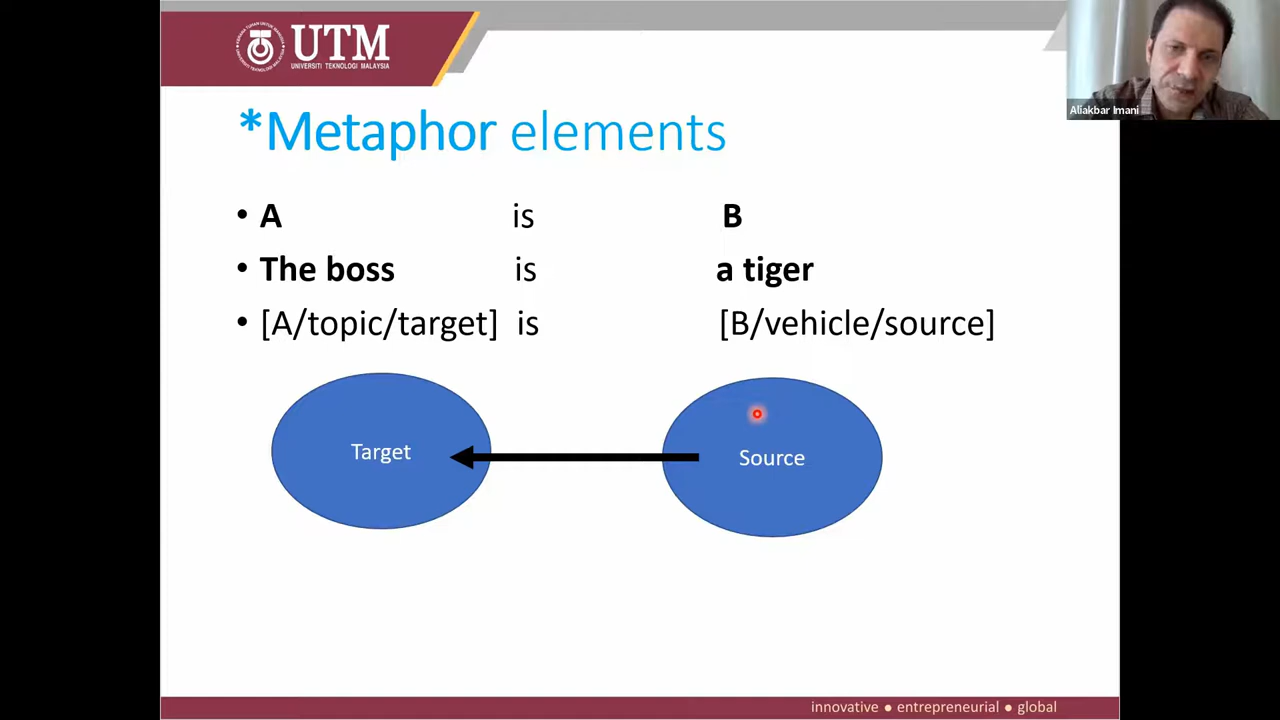 UTM
UNIVERSITI TEKNOLOGI MALAYSIA
Aliakbar Imani
*Metaphor elements
• A is B
• The boss is a tiger
• [A/topic/target] is [B/vehicle/source]
Target
Source
innovative ● entrepreneurial ● global